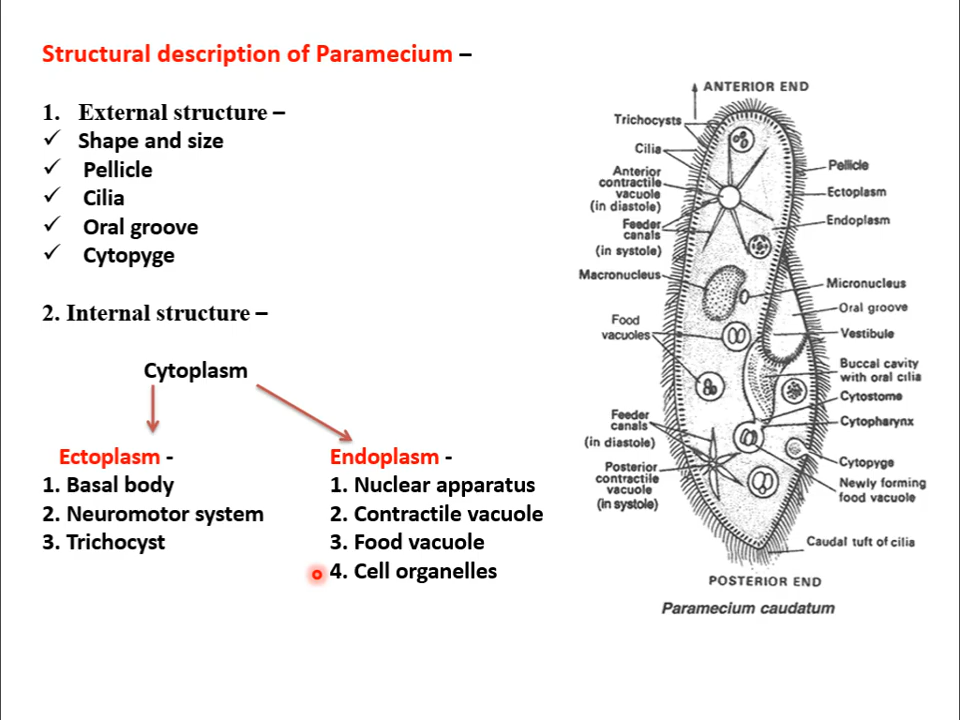 Structural description of Paramecium –
1. External structure –
✓ Shape and size
✓ Pellicle
✓ Cilia
✓ Oral groove
✓ Cytopyge
2. Internal structure –
Cytoplasm
Ectoplasm -
1. Basal body
2. Neuromotor system
3. Trichocyst
Endoplasm -
1. Nuclear apparatus
2. Contractile vacuole
3. Food vacuole
4. Cell organelles
ANTERIOR END
Trichocysts
Cilia
Anterior
contractile
vacuole
(in diastole)
Feeder
canals
(in systole)
Macronucleus
Food
vacuoles
Feeder
canals
(in diastole)
Posterior
contractile
vacuole
(in systole)
Pellicle
Ectoplasm
Endoplasm
Micronucleus
Oral groove
Vestibule
Buccal cavity
with oral cilia
Cytostome
Cytopharynx
Cytopyge
Newly forming
food vacuole
Caudal tuft of cilia
POSTERIOR END
Paramecium caudatum